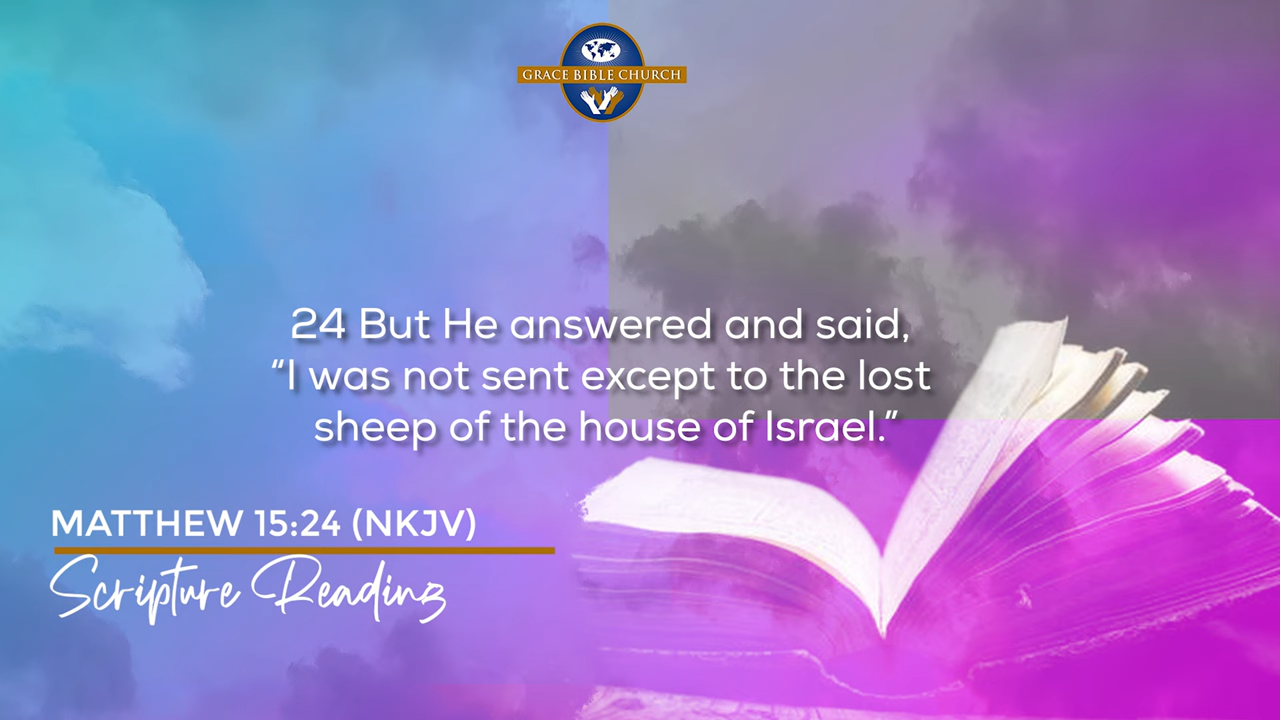 GRACE BIBLE CHURCH
24 But He answered and said,
“I was not sent except to the lost
sheep of the house of Israel.”
MATTHEW 15:24 (NKJV)
Scripture Reading